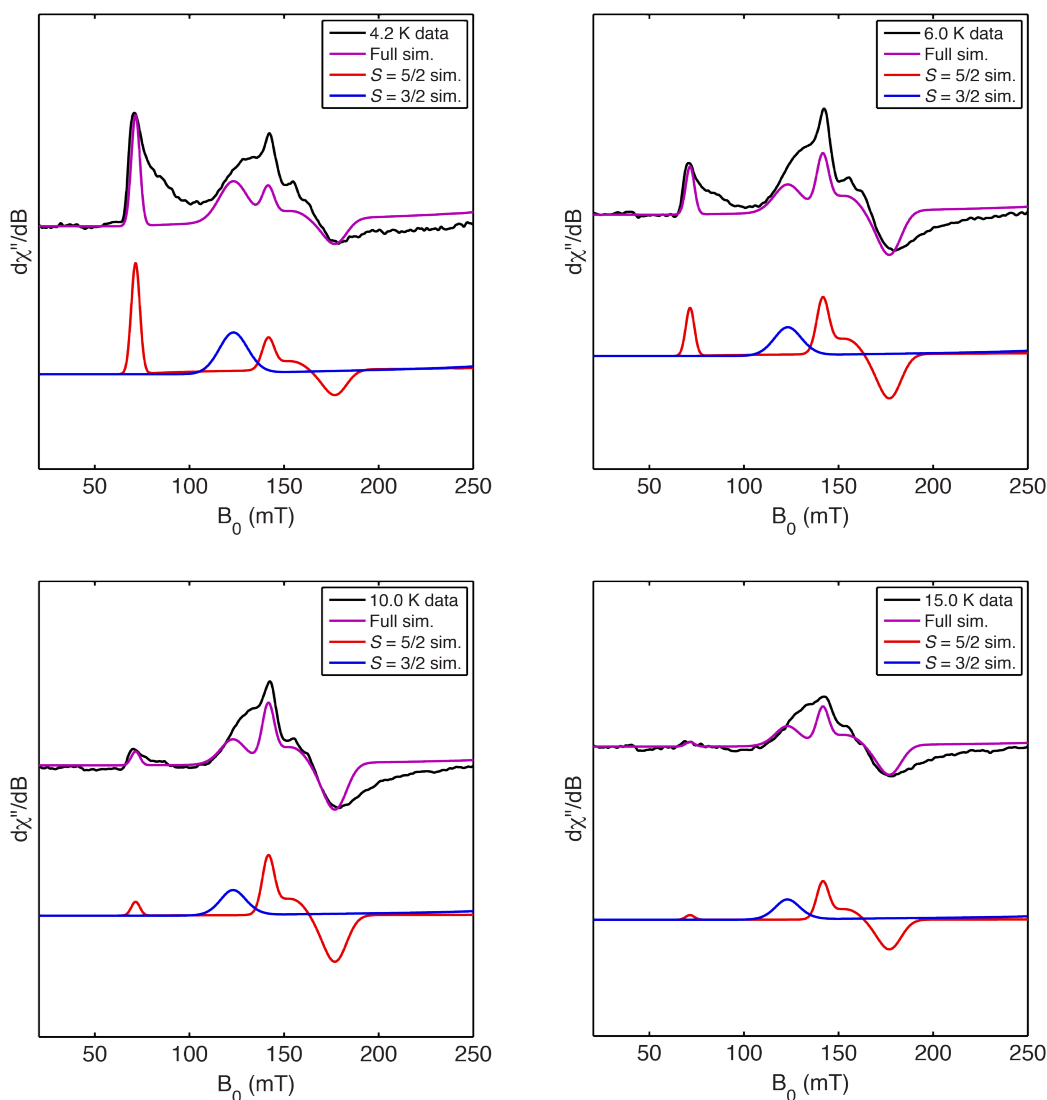 4.2 K data
Full sim.
S = 5/2 sim.
S = 3/2 sim.
dχ"/dB
50 100 150 200 250
B₀ (mT)
6.0 K data
Full sim.
S = 5/2 sim.
S = 3/2 sim.
dχ"/dB
50 100 150 200 250
B₀ (mT)
10.0 K data
Full sim.
S = 5/2 sim.
S = 3/2 sim.
dχ"/dB
50 100 150 200 250
B₀ (mT)
15.0 K data
Full sim.
S = 5/2 sim.
S = 3/2 sim.
dχ"/dB
50 100 150 200 250
B₀ (mT)